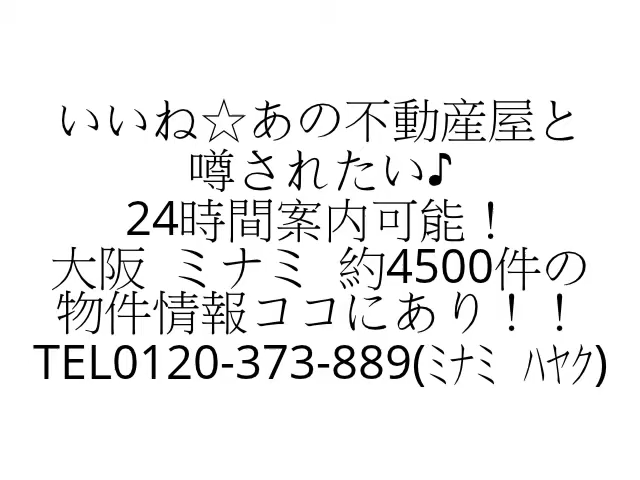 いいね☆あの不動産屋と
噂されたい♪
24時間案内可能！
大阪 ミナミ 約4500件の
物件情報ココにあり！！
TEL0120-373-889(ﾐﾅﾐ ﾊﾔｸ)